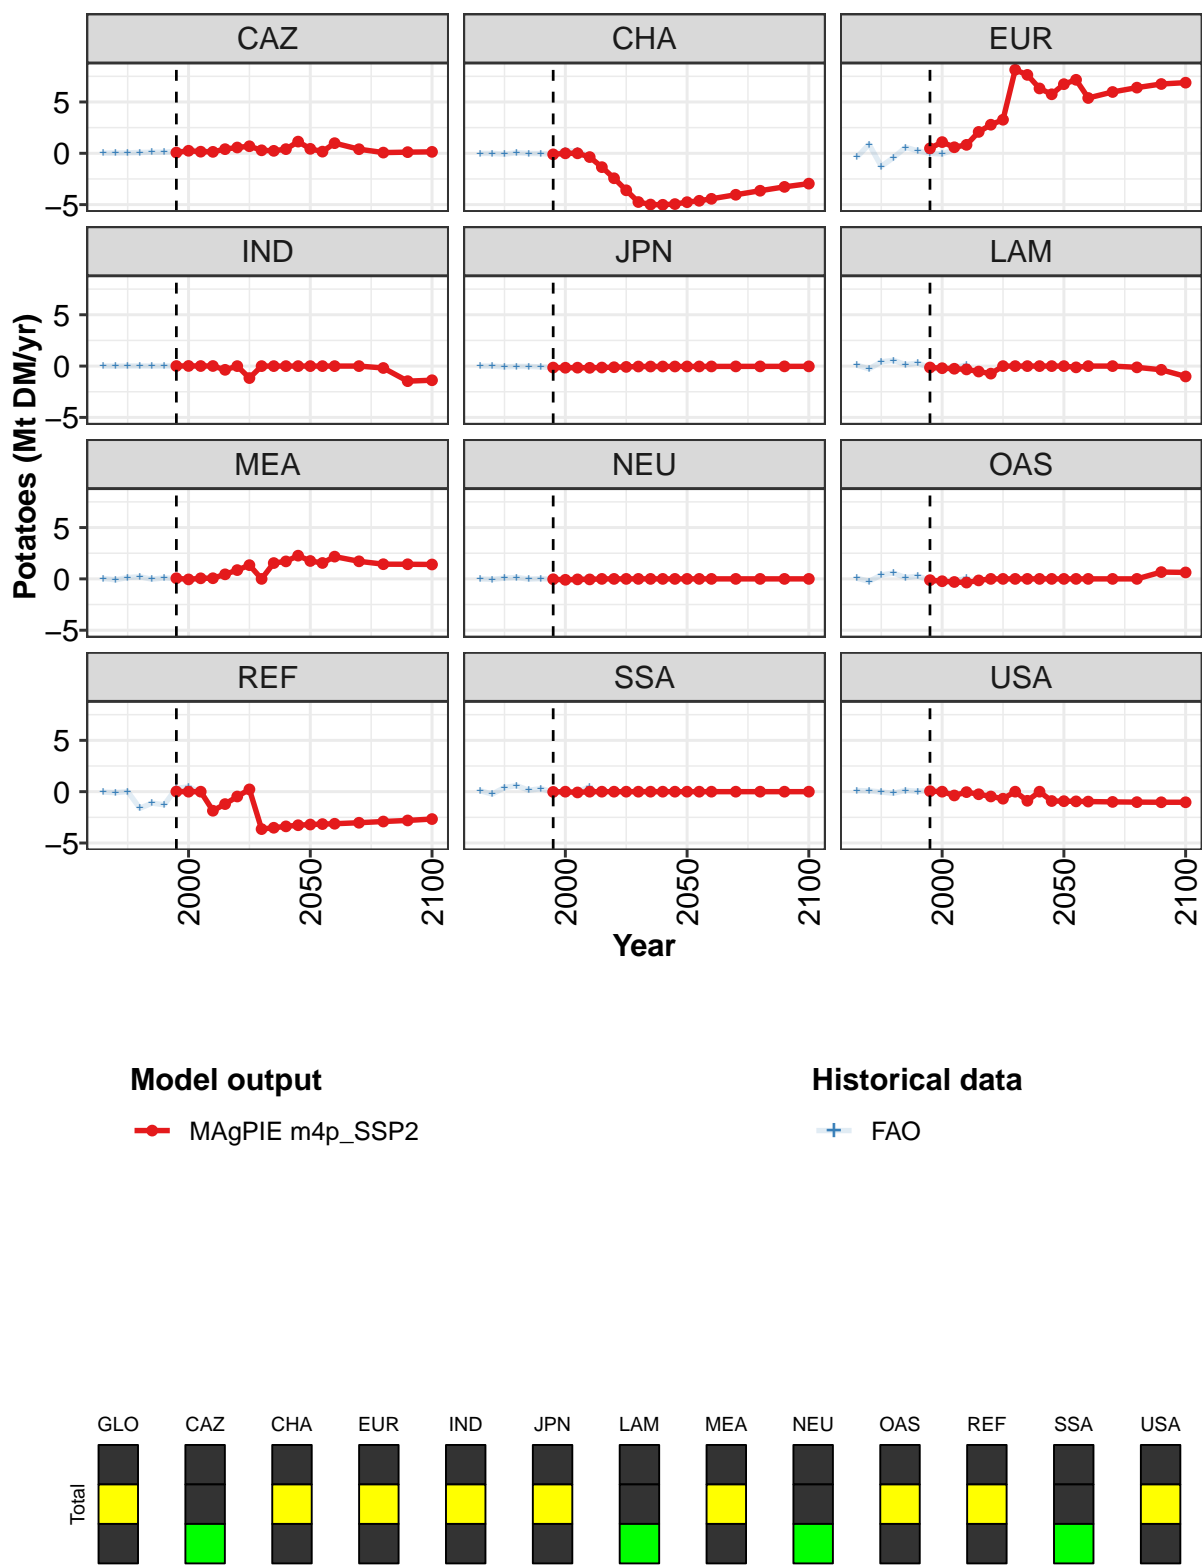 CAZ CHA EUR
5
0
−5
IND JPN LAM
5
0
−5
MEA NEU OAS
5
0
−5
REF SSA USA
5
0
−5
2000 2050 2100 2000 2050 2100 2000 2050 2100
Year
Potatoes (Mt DM/yr)
Model output Historical data
MAgPIE m4p_SSP2 FAO
GLO CAZ CHA EUR IND JPN LAM MEA NEU OAS REF SSA USA
Total